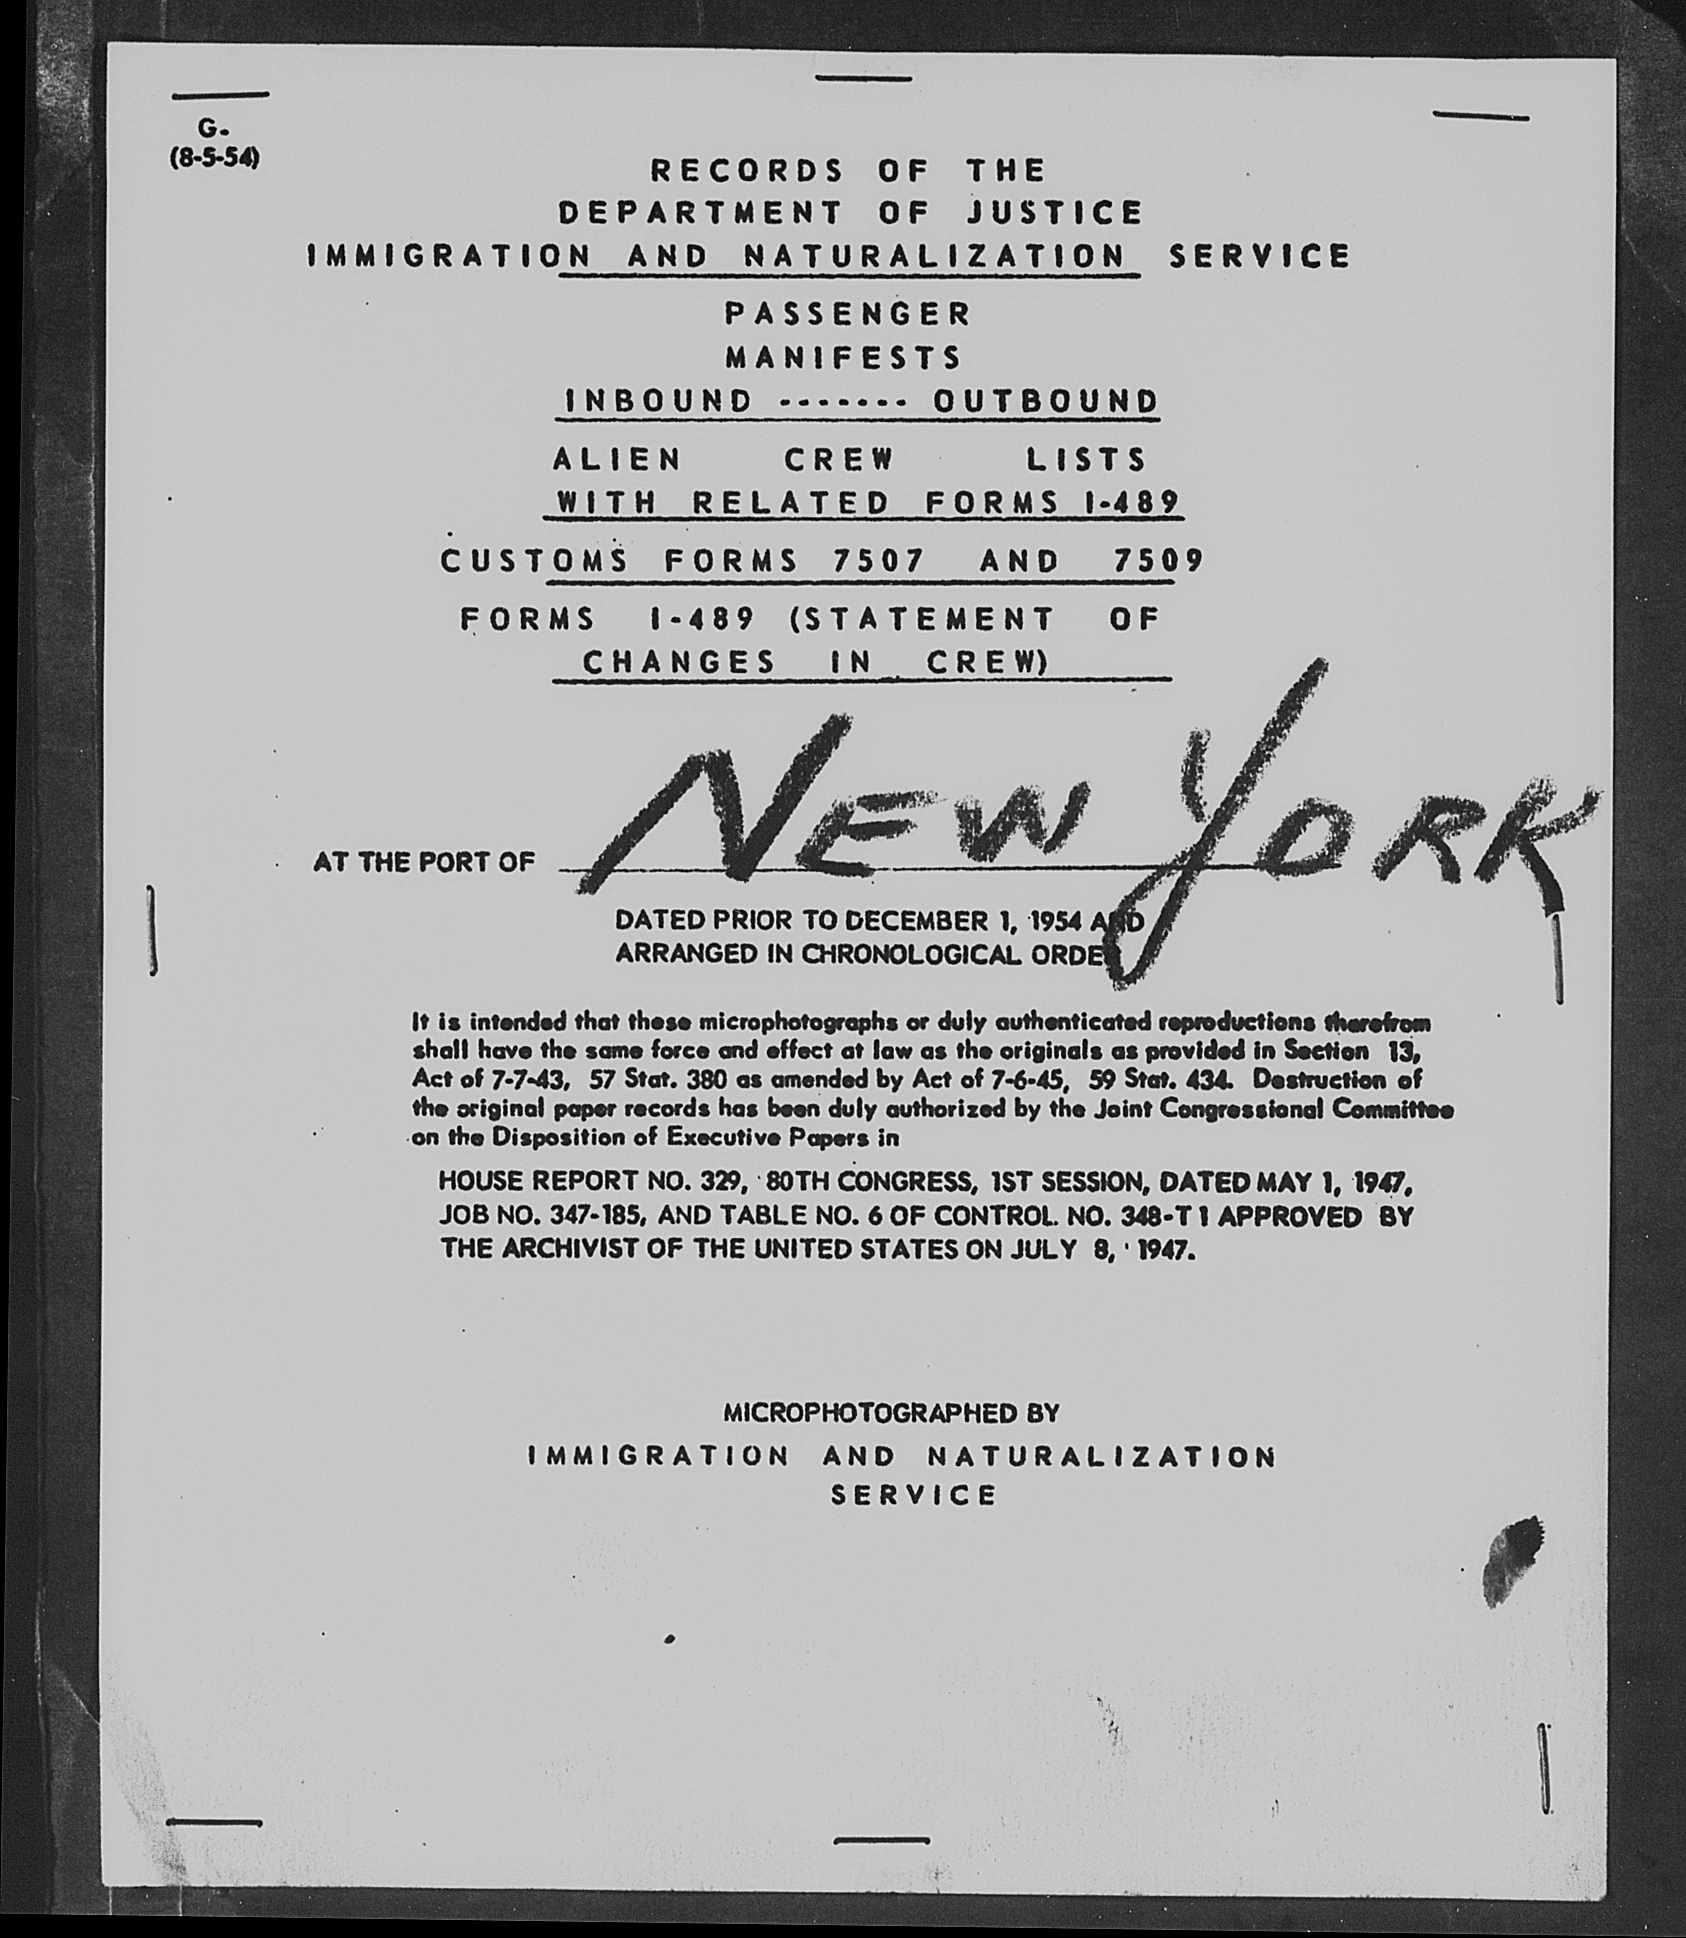 G-
(8-5-54)
RECORDS OF THE
DEPARTMENT OF JUSTICE
IMMIGRATION AND NATURALIZATION SERVICE
PASSENGER
MANIFESTS
INBOUND ------- OUTBOUND
ALIEN CREW LISTS
WITH RELATED FORMS I-489
CUSTOMS FORMS 7507 AND 7509
FORMS I-489 (STATEMENT OF
CHANGES IN CREW)
AT THE PORT OF NEW YORK
DATED PRIOR TO DECEMBER 1, 1954 AND
ARRANGED IN CHRONOLOGICAL ORDER
It is intended that these microphotographs or duly authenticated reproductions therefrom
shall have the same force and effect at law as the originals as provided in Section 13,
Act of 7-7-43, 57 Stat. 380 as amended by Act of 7-6-45, 59 Stat. 434. Destruction of
the original paper records has been duly authorized by the Joint Congressional Committee
on the Disposition of Executive Papers in
HOUSE REPORT NO. 329, 80TH CONGRESS, 1ST SESSION, DATED MAY 1, 1947,
JOB NO. 347-185, AND TABLE NO. 6 OF CONTROL NO. 348-T1 APPROVED BY
THE ARCHIVIST OF THE UNITED STATES ON JULY 8, 1947.
MICROPHOTOGRAPHED BY
IMMIGRATION AND NATURALIZATION
SERVICE